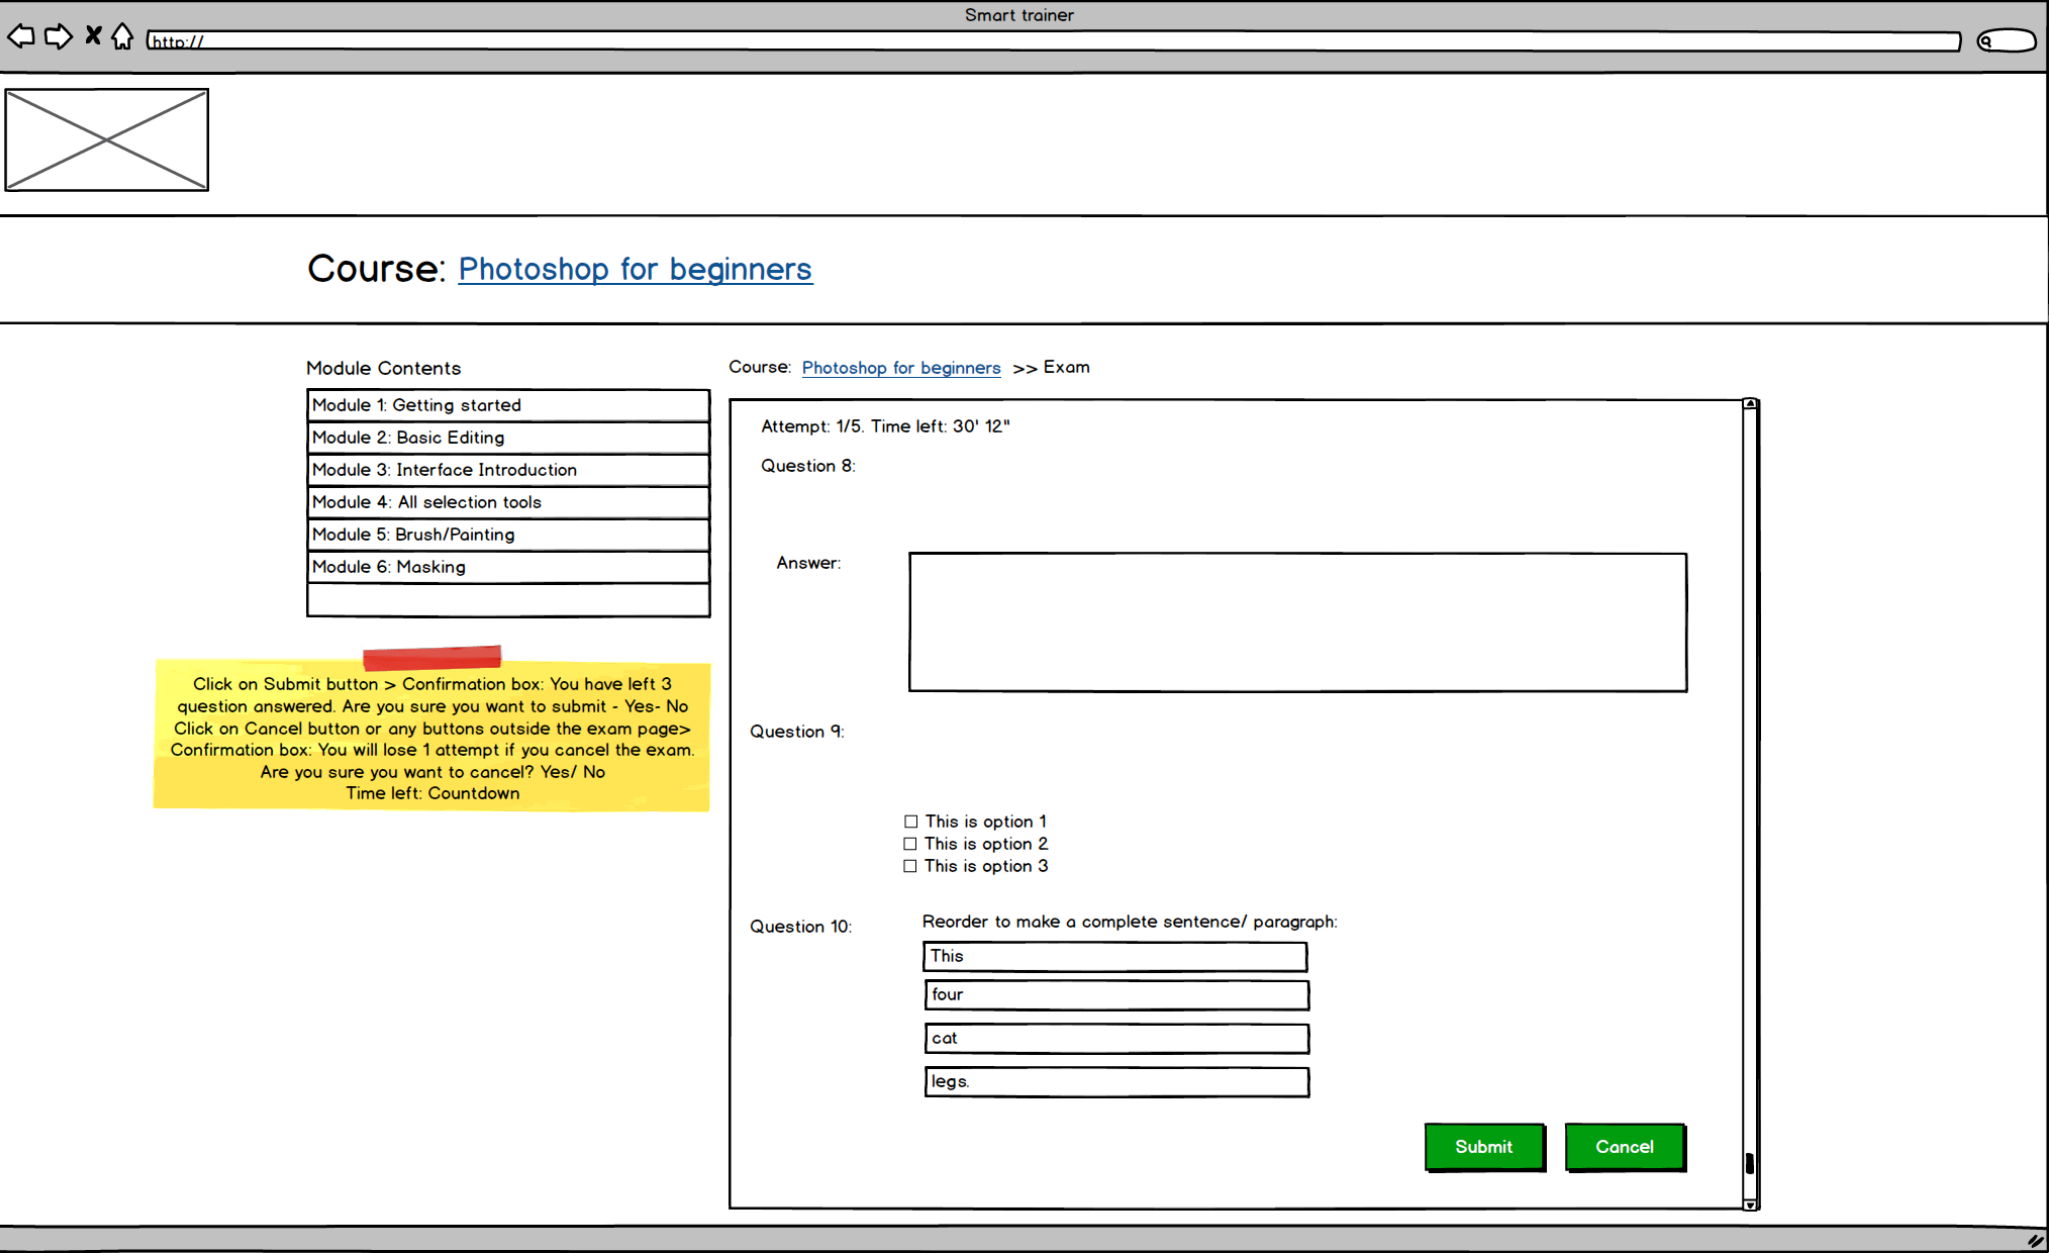 Smart trainer
http://
Course: Photoshop for beginners
Module Contents
Module 1: Getting started
Module 2: Basic Editing
Module 3: Interface Introduction
Module 4: All selection tools
Module 5: Brush/Painting
Module 6: Masking
Click on Submit button > Confirmation box: You have left 3
question answered. Are you sure you want to submit - Yes- No
Click on Cancel button or any buttons outside the exam page>
Confirmation box: You will lose 1 attempt if you cancel the exam.
Are you sure you want to cancel? Yes/ No
Time left: Countdown
Course: Photoshop for beginners >> Exam
Attempt: 1/5. Time left: 30' 12"
Question 8:
Answer:
Question 9:
This is option 1
This is option 2
This is option 3
Question 10:
Reorder to make a complete sentence/ paragraph:
This
four
cat
legs.
Submit
Cancel